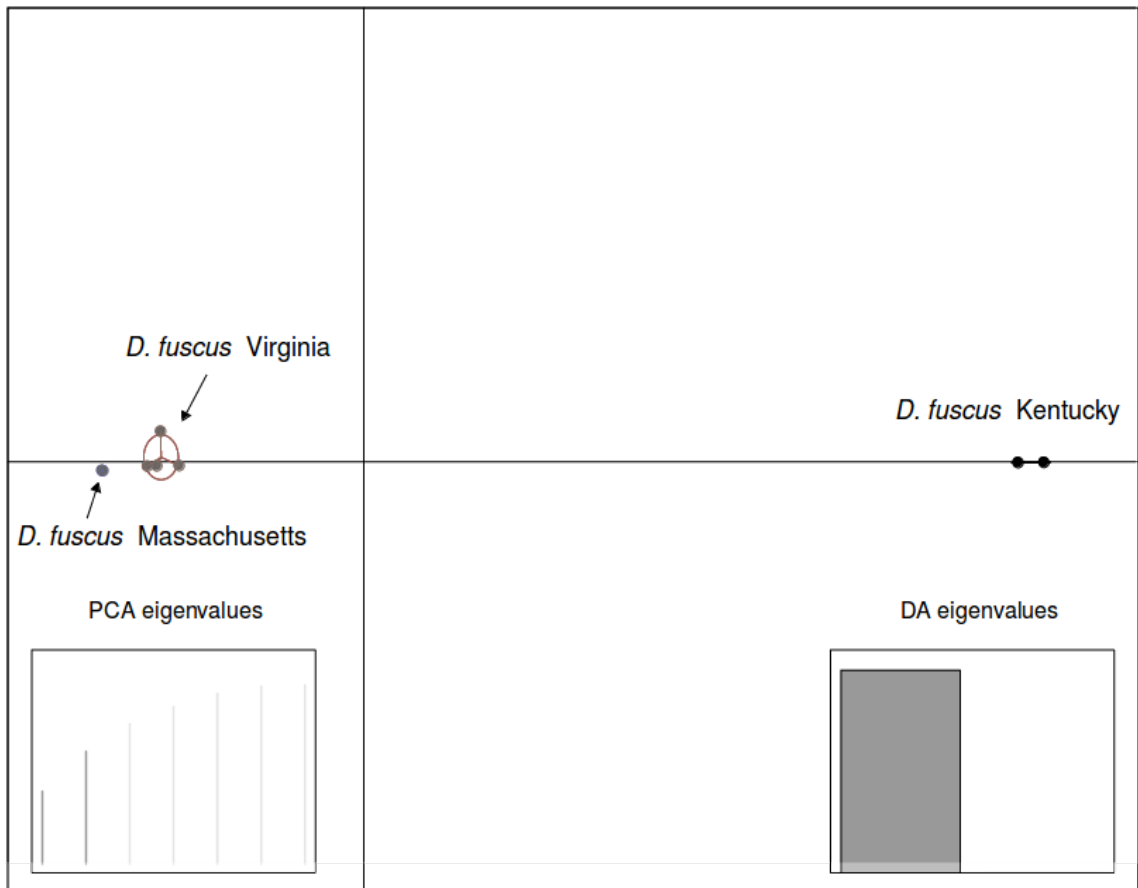 D. fuscus Virginia
D. fuscus Kentucky
D. fuscus Massachusetts
PCA eigenvalues
DA eigenvalues